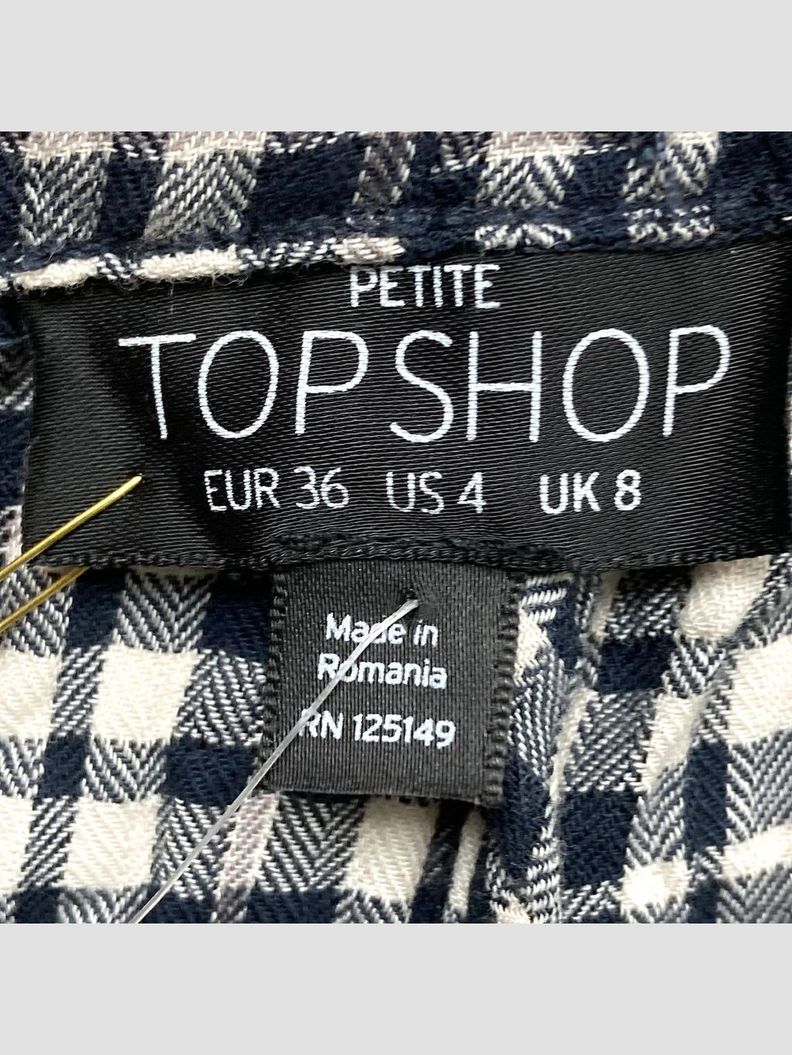 PETITE
TOPSHOP
EUR 36 US 4 UK 8
Made in
Romania
RN 125149